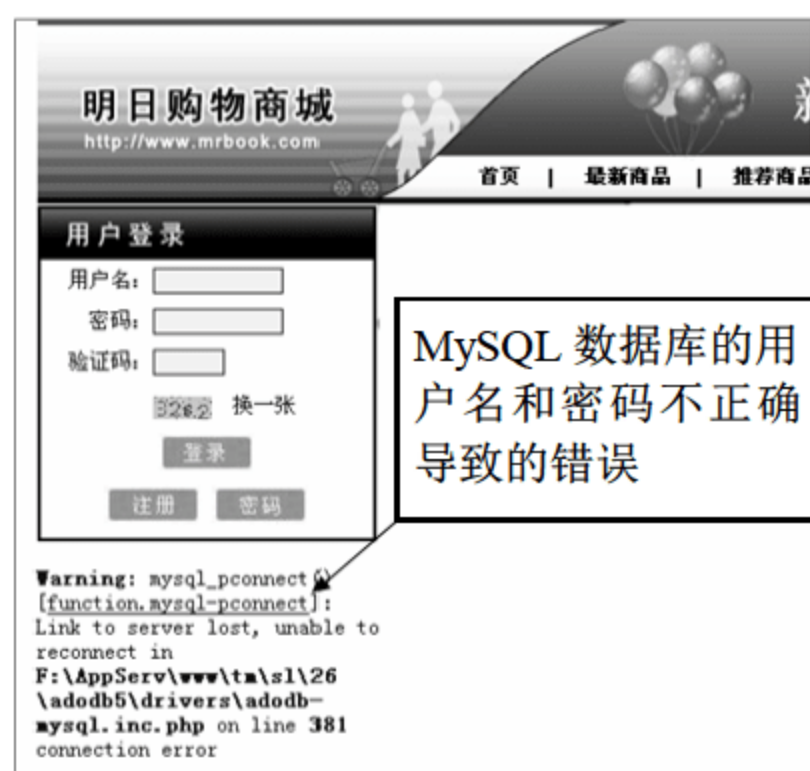 明日购物商城
http://www.mrbook.com
首页 | 最新商品 | 推荐商品
用户登录
用户名:
密码:
验证码:
换一张
登录
注册 密码
MySQL 数据库的用
户名和密码不正确
导致的错误
Warning: mysql_pconnect()
[function.mysql-pconnect]:
Link to server lost, unable to
reconnect in
F:\AppServ\www\tm\sl\26
\adodb5\drivers\adodb-
mysql.inc.php on line 381
connection error